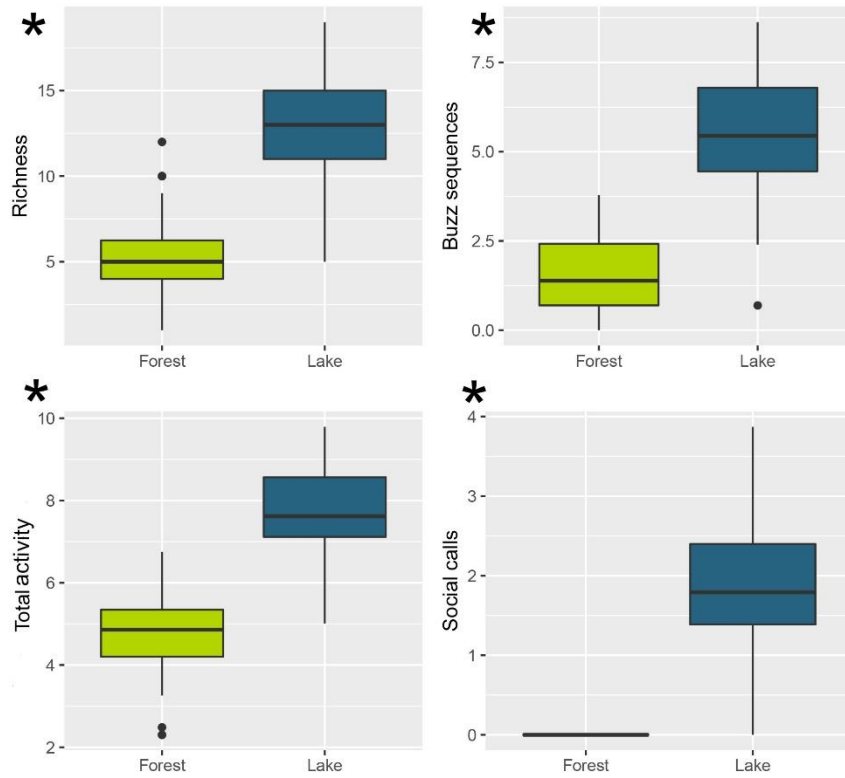 *
Richness
15
10
5
Forest Lake
*
Buzz sequences
7.5
5.0
2.5
0.0
Forest Lake
*
Total activity
10
8
6
4
2
Forest Lake
*
Social calls
4
3
2
1
0
Forest Lake